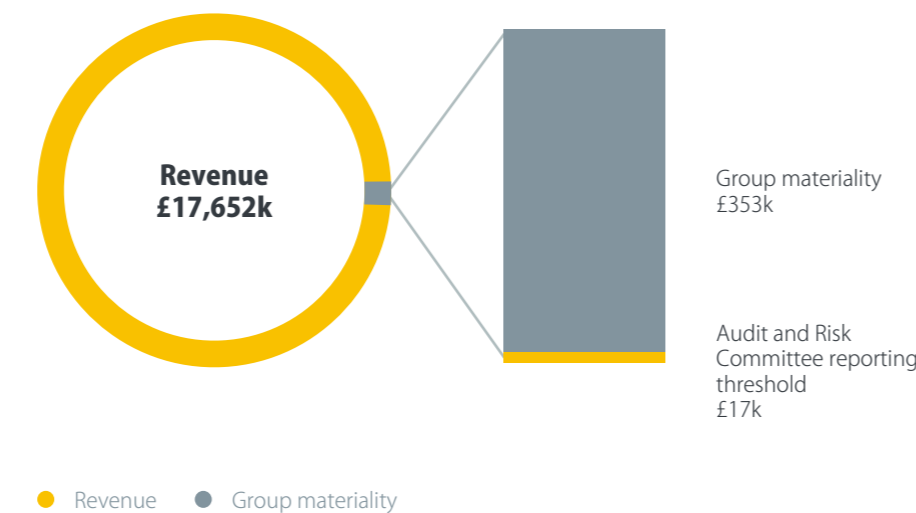 Revenue
£17,652k
Group materiality
£353k
Audit and Risk
Committee reporting
threshold
£17k
Revenue
Group materiality